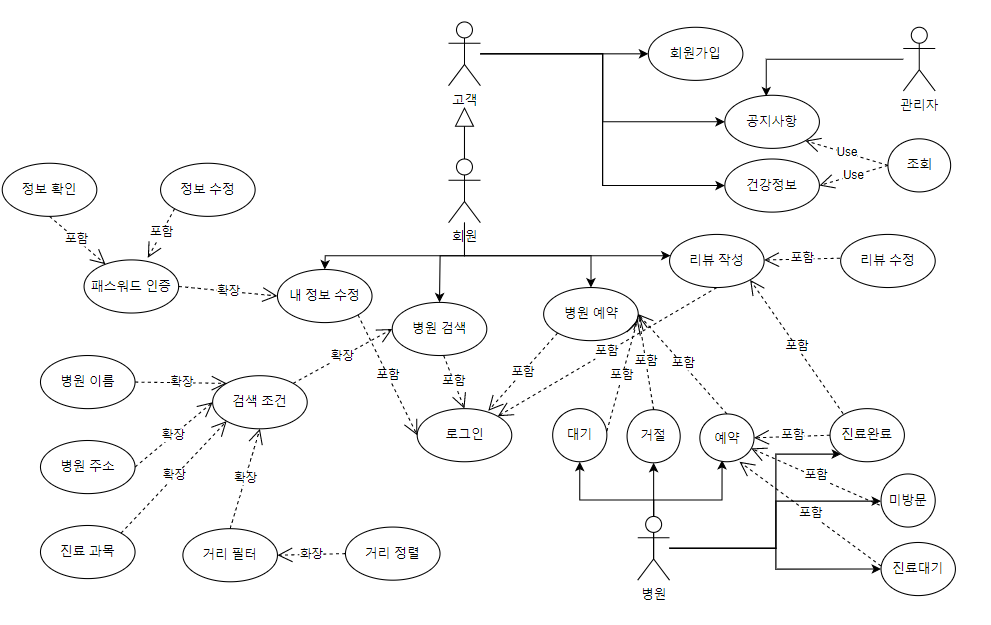 고객
회원가입
관리자
공지사항
Use
조회
Use
건강정보
정보 확인
정보 수정
포함
포함
회원
패스워드 인증
확장
내 정보 수정
리뷰 작성
포함
리뷰 수정
병원 검색
병원 예약
확장
포함
포함
포함
포함
포함
포함
포함
포함
병원 이름
확장
검색 조건
로그인
대기
거절
예약
포함
진료완료
확장
병원 주소
확장
확장
포함
미방문
포함
진료 과목
거리 필터
확장
거리 정렬
병원
진료대기